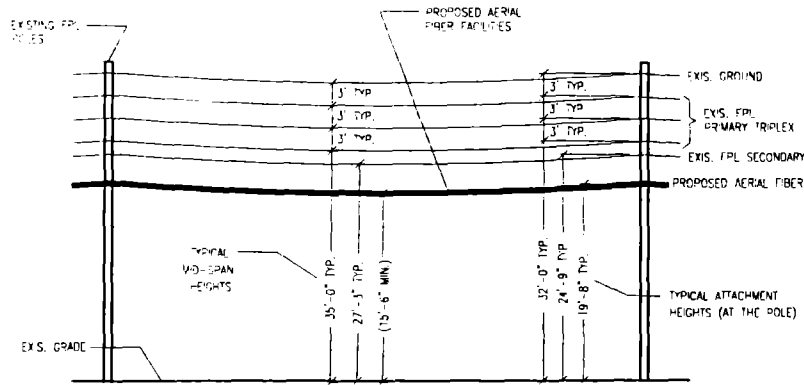 EXISTING FPL
POLES
PROPOSED AERIAL
FIBER FACILITIES
EXIS. GROUND
3' TYP
3' TYP.
3' TYP.
3' TYP.
3' TYP.
3' TYP.
EXIS. FPL
PRIMARY TRIPLEX
EXIS. FPL SECONDARY
PROPOSED AERIAL FIBER
TYPICAL
MID-SPAN
HEIGHTS
35'-0" TYP.
27'-3" TYP.
(15'-6" MIN.)
32'-0" TYP.
24'-9" TYP.
19'-8" TYP.
TYPICAL ATTACHMENT
HEIGHTS (AT THE POLE)
EXIS. GRADE